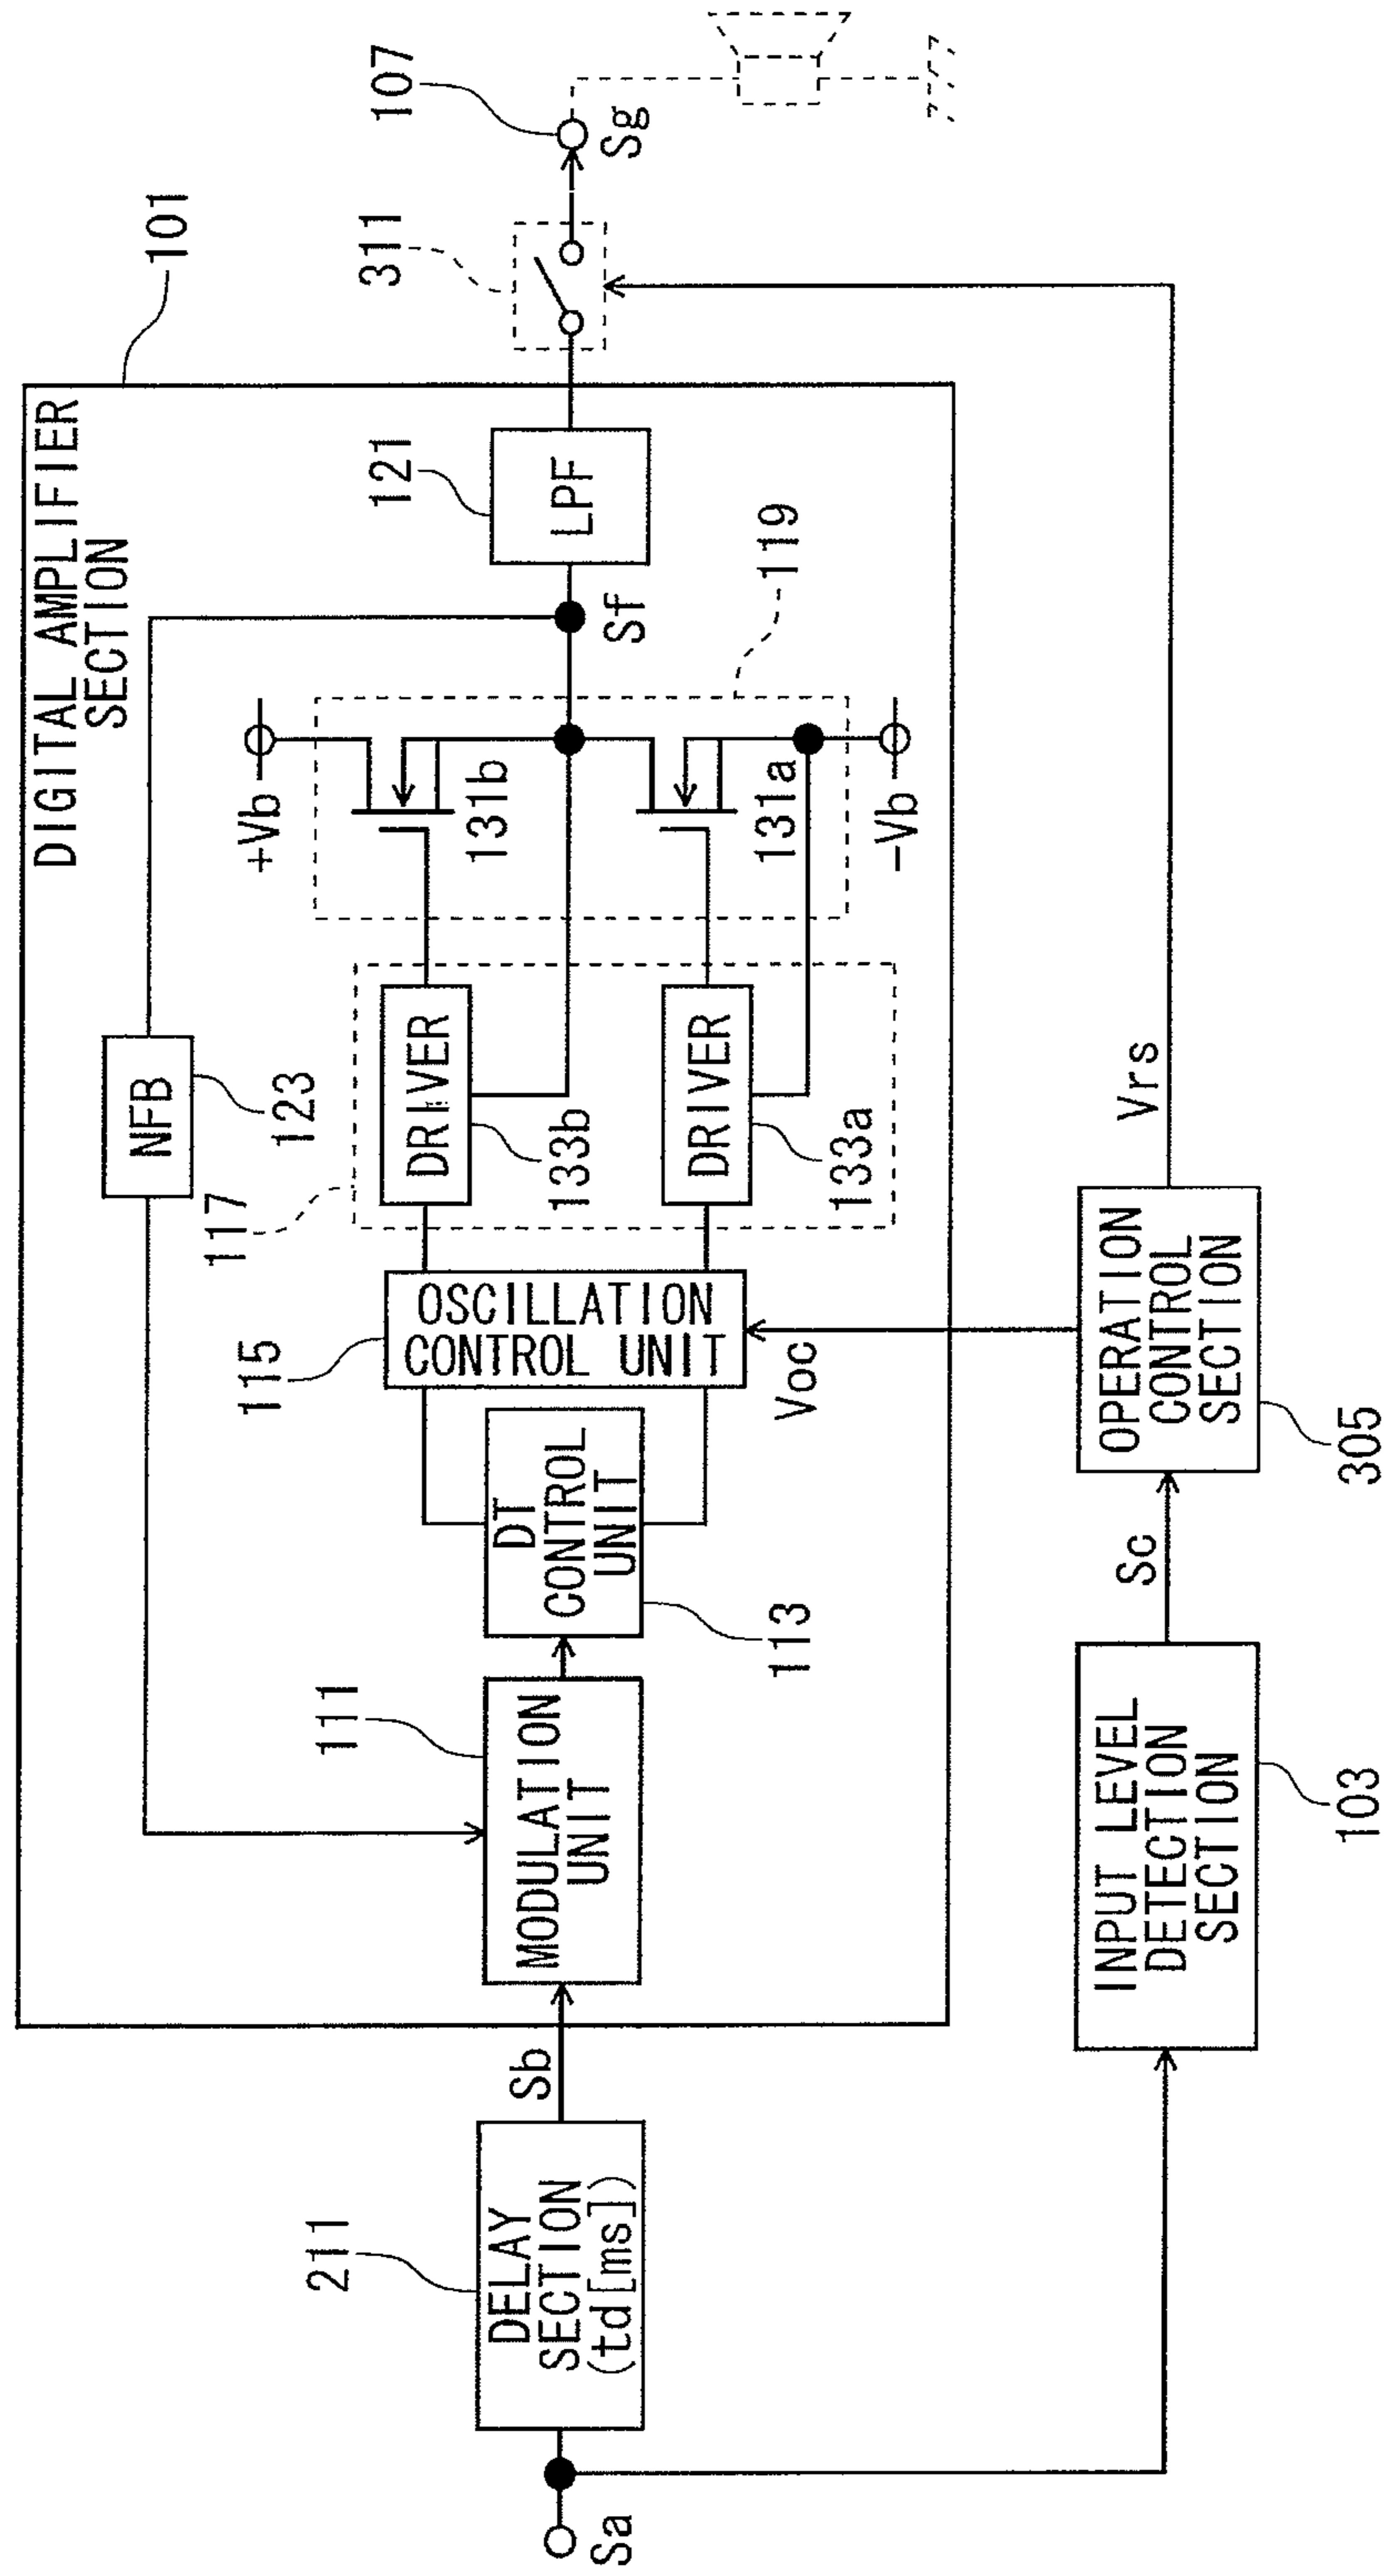 DIGITAL AMPLIFIER
SECTION
101
107
Sg
311
121
LPF
Sf
119
+Vb
131b
131a
-Vb
NFB
123
117
DRIVER
133b
DRIVER
133a
115
OSCILLATION
CONTROL UNIT
Voc
Vrs
DT
CONTROL
UNIT
113
111
MODULATION
UNIT
OPERATION
CONTROL
SECTION
305
Sc
INPUT LEVEL
DETECTION
SECTION
103
Sb
211
DELAY
SECTION
(td[ms])
Sa